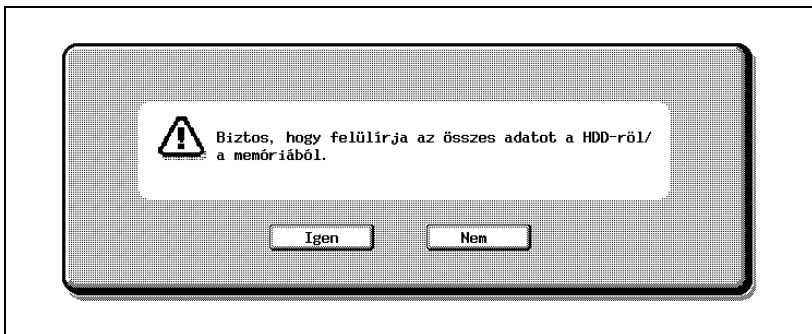 Biztos, hogy felülírja az összes adatot a HDD-röl/
a memóriából.
Igen
Nem